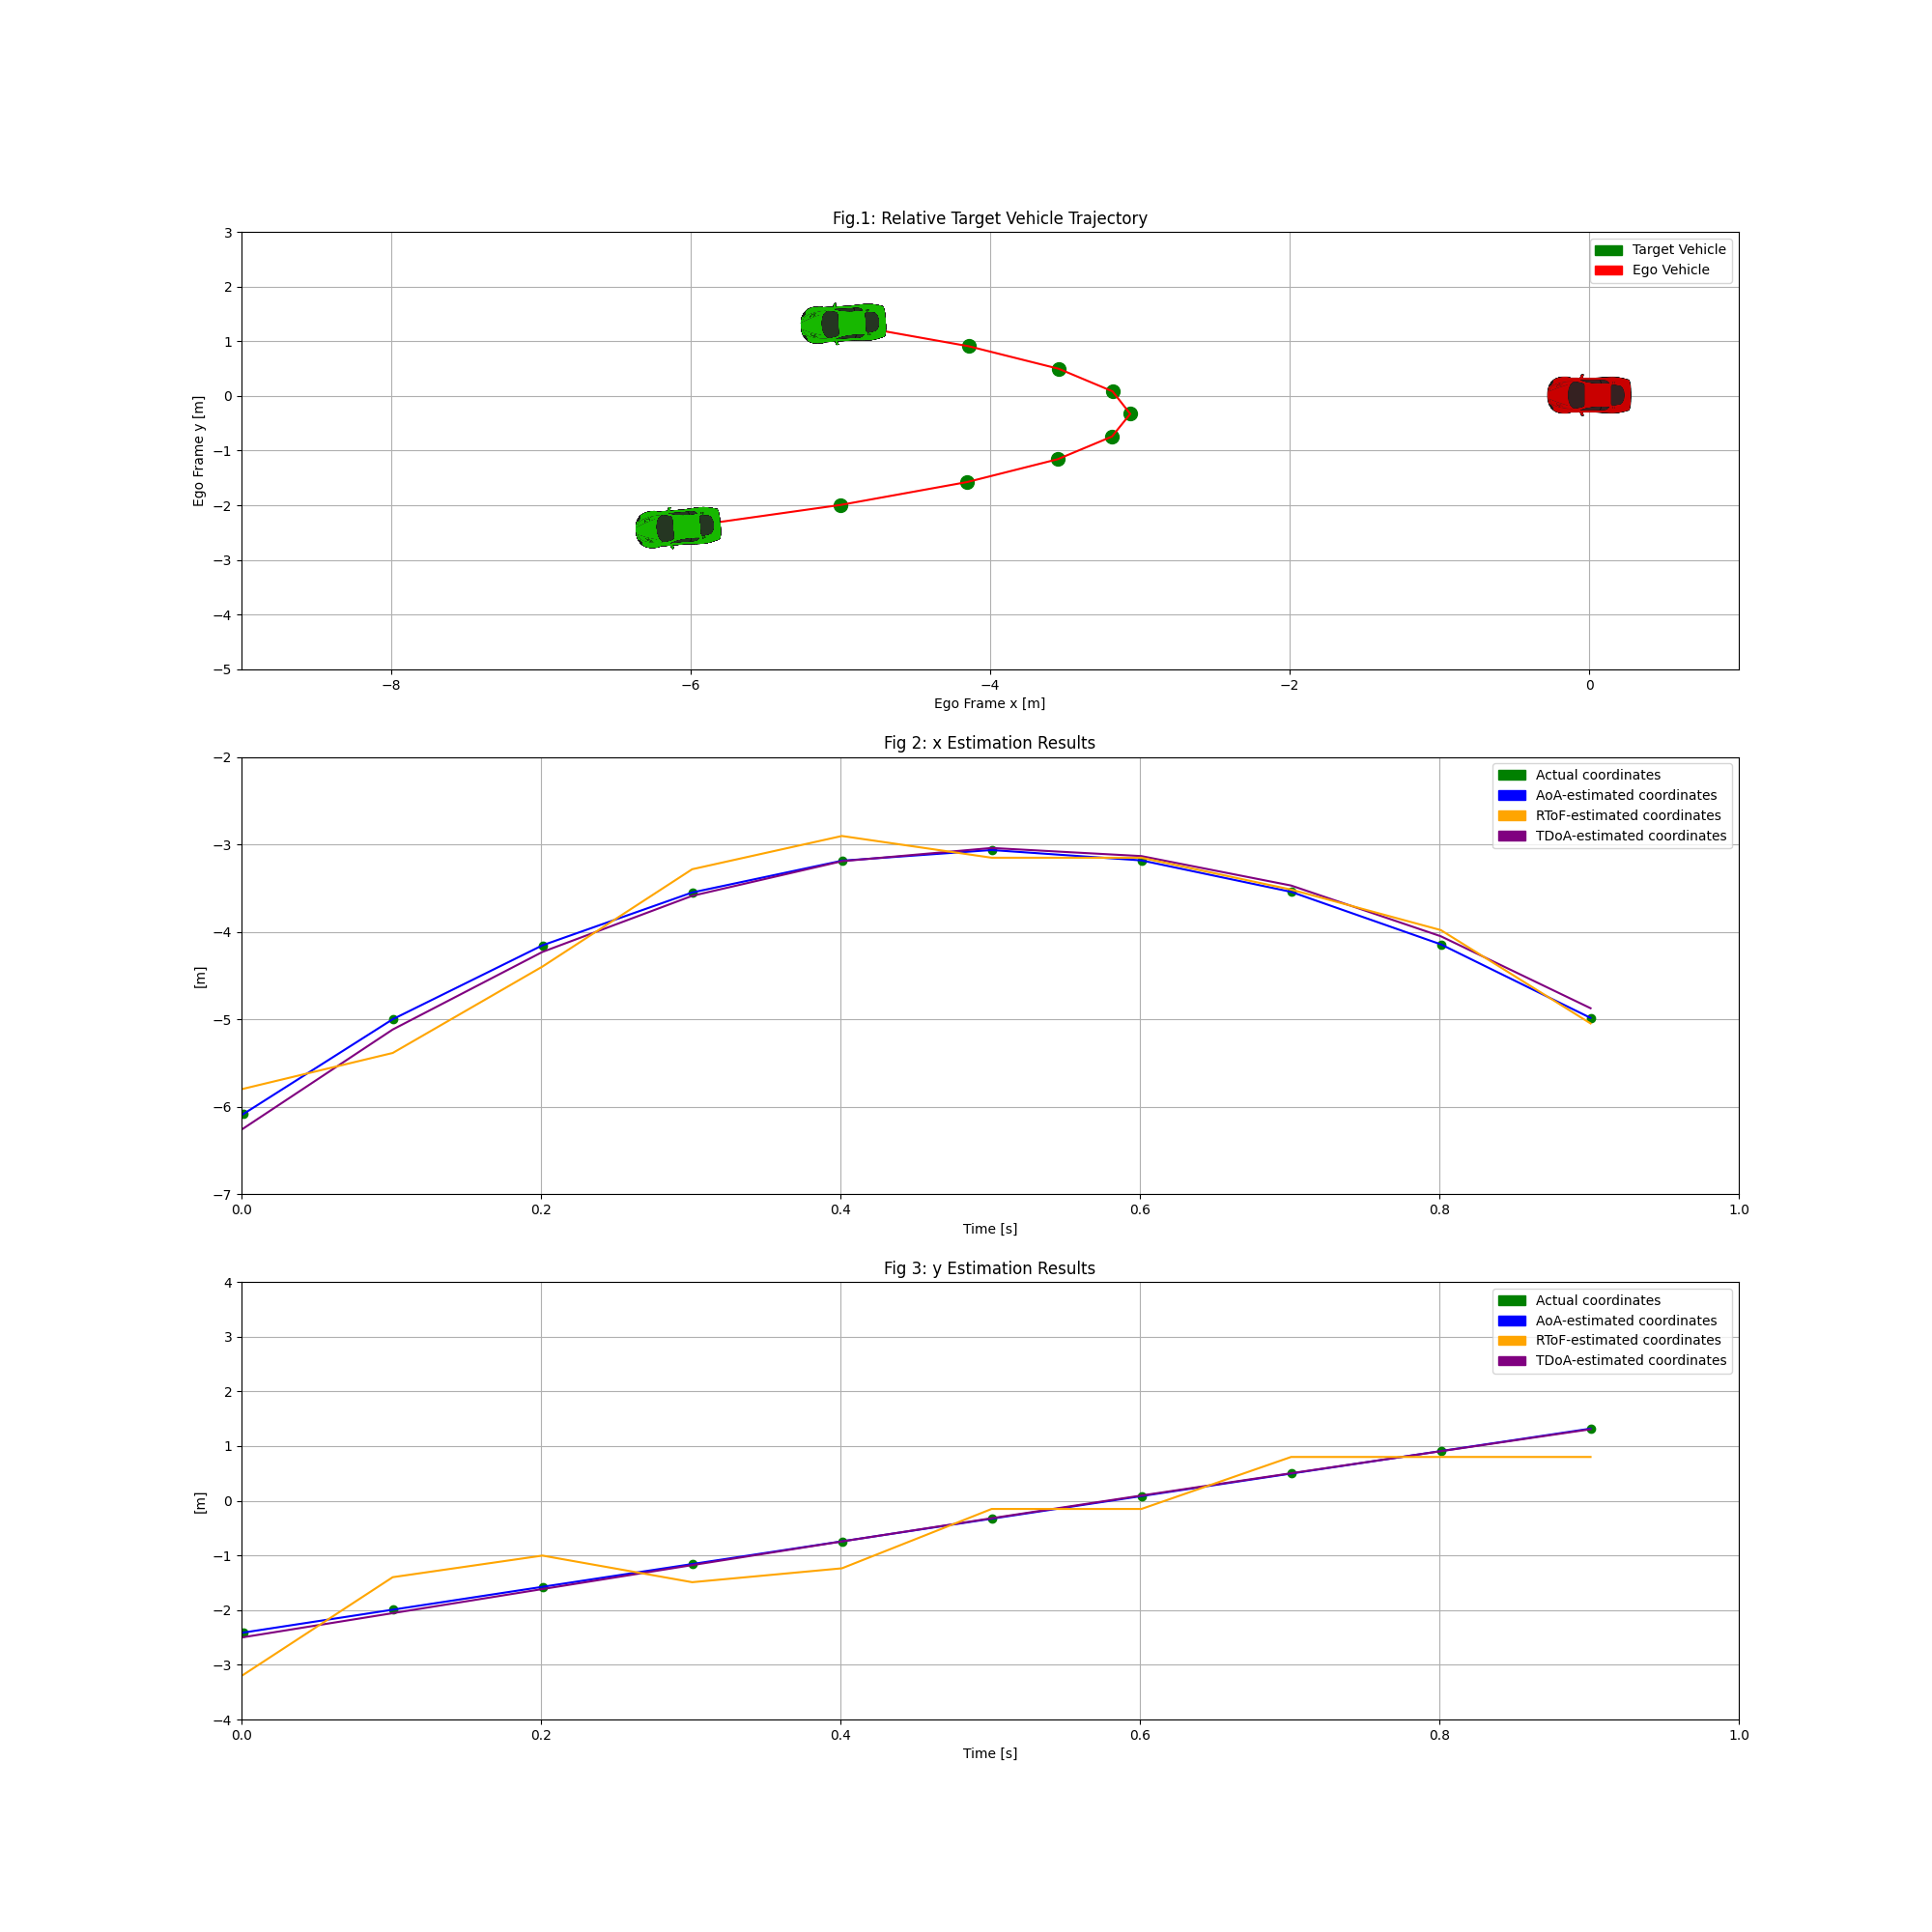 Fig.1: Relative Target Vehicle Trajectory
3
2
1
0
−1
−2
−3
−4
−5
Ego Frame y [m]
Target Vehicle
Ego Vehicle
−8 −6 −4 −2 0
Ego Frame x [m]
Fig 2: x Estimation Results
−2
−3
−4
−5
−6
−7
[m]
Actual coordinates
AoA-estimated coordinates
RToF-estimated coordinates
TDoA-estimated coordinates
0.0 0.2 0.4 0.6 0.8 1.0
Time [s]
Fig 3: y Estimation Results
4
3
2
1
0
−1
−2
−3
−4
[m]
Actual coordinates
AoA-estimated coordinates
RToF-estimated coordinates
TDoA-estimated coordinates
0.0 0.2 0.4 0.6 0.8 1.0
Time [s]